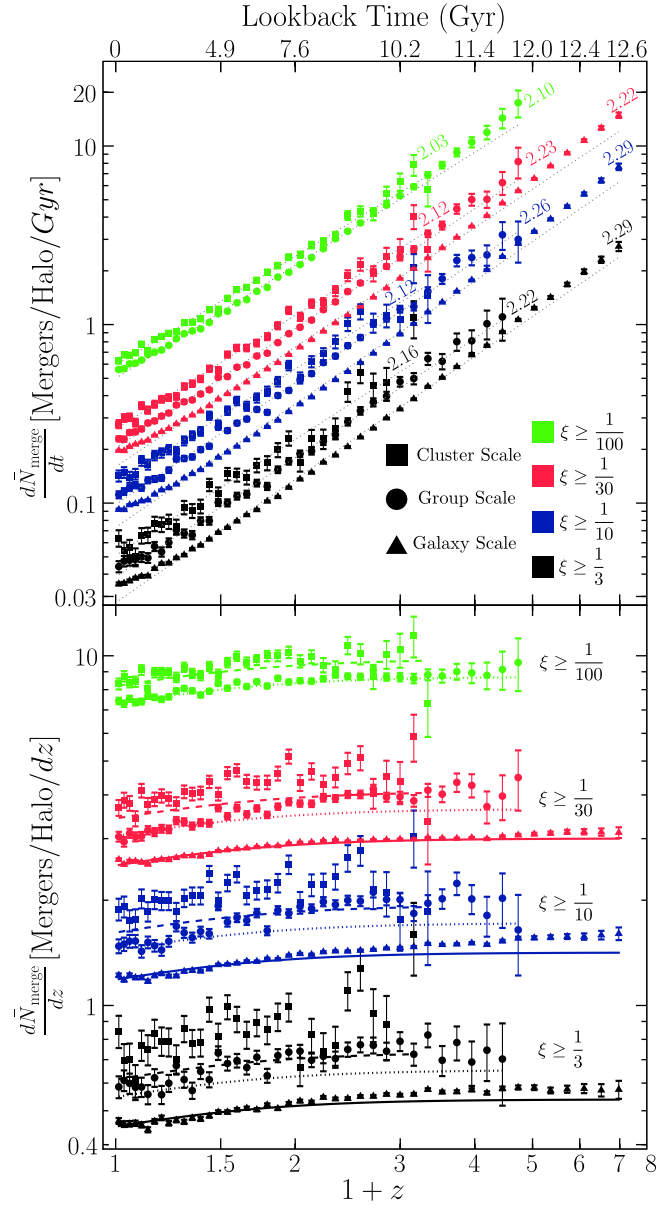 Lookback Time (Gyr)
0 4.9 7.6 10.2 11.4 12.0 12.4 12.6
20
10
1
0.1
0.03
dN̄merge/dt [Mergers/Halo/Gyr]
2.10
2.03
2.22
2.23
2.12
2.29
2.26
2.12
2.29
2.22
2.16
Cluster Scale
Group Scale
Galaxy Scale
ξ ≥ 1/100
ξ ≥ 1/30
ξ ≥ 1/10
ξ ≥ 1/3
10
1
0.4
dN̄merge/dz [Mergers/Halo/dz]
ξ ≥ 1/100
ξ ≥ 1/30
ξ ≥ 1/10
ξ ≥ 1/3
1 1.5 2 3 4 5 6 7 8
1 + z